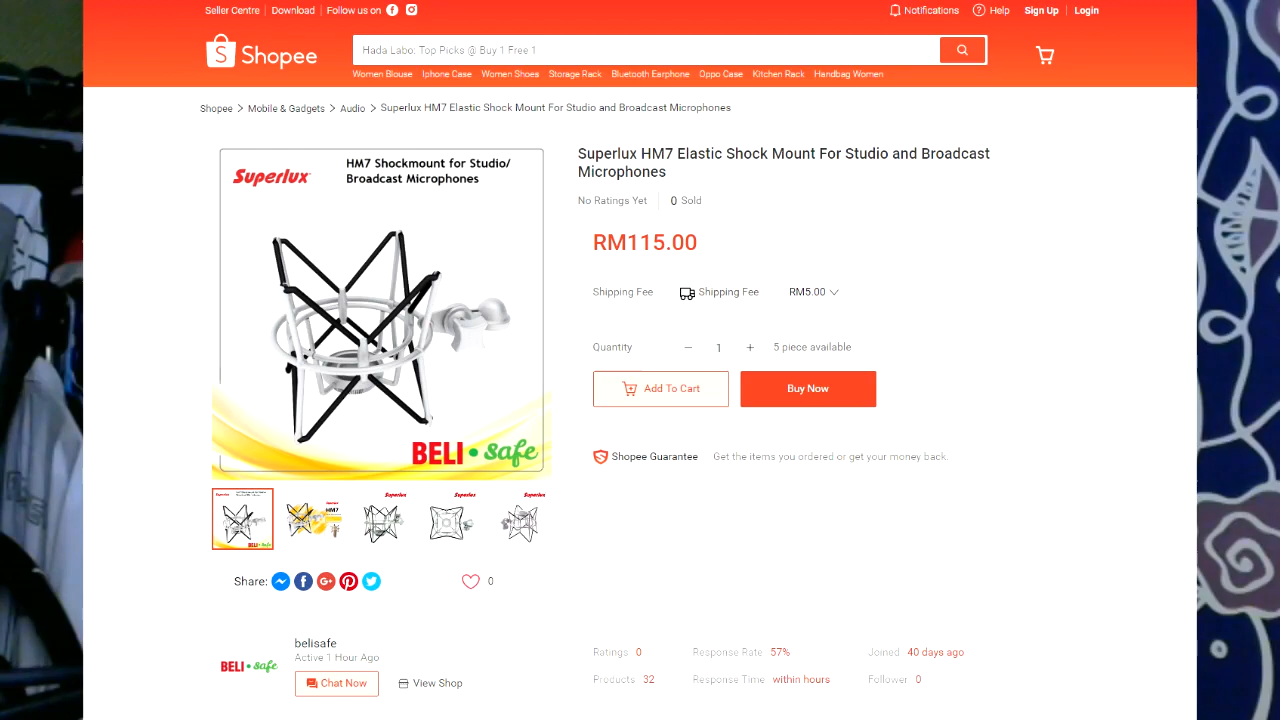 Seller Centre Download Follow us on
Notifications Help Sign Up Login
Shopee
Hada Labo: Top Picks @ Buy 1 Free 1
Women Blouse Iphone Case Women Shoes Storage Rack Bluetooth Earphone Oppo Case Kitchen Rack Handbag Women
Shopee > Mobile & Gadgets > Audio > Superlux HM7 Elastic Shock Mount For Studio and Broadcast Microphones
Superlux
HM7 Shockmount for Studio/
Broadcast Microphones
BELI • safe
Superlux HM7 Elastic Shock Mount For Studio and Broadcast
Microphones
No Ratings Yet 0 Sold
RM115.00
Shipping Fee Shipping Fee RM5.00
Quantity − 1 + 5 piece available
Add To Cart Buy Now
Shopee Guarantee Get the items you ordered or get your money back.
Superlux
BELI • safe
HM7
Superlux
Superlux
Superlux
Share: 0
BELI • safe
belisafe
Active 1 Hour Ago
Chat Now View Shop
Ratings: 0 Response Rate 57% Joined 40 days ago
Products 32 Response Time within hours Follower 0